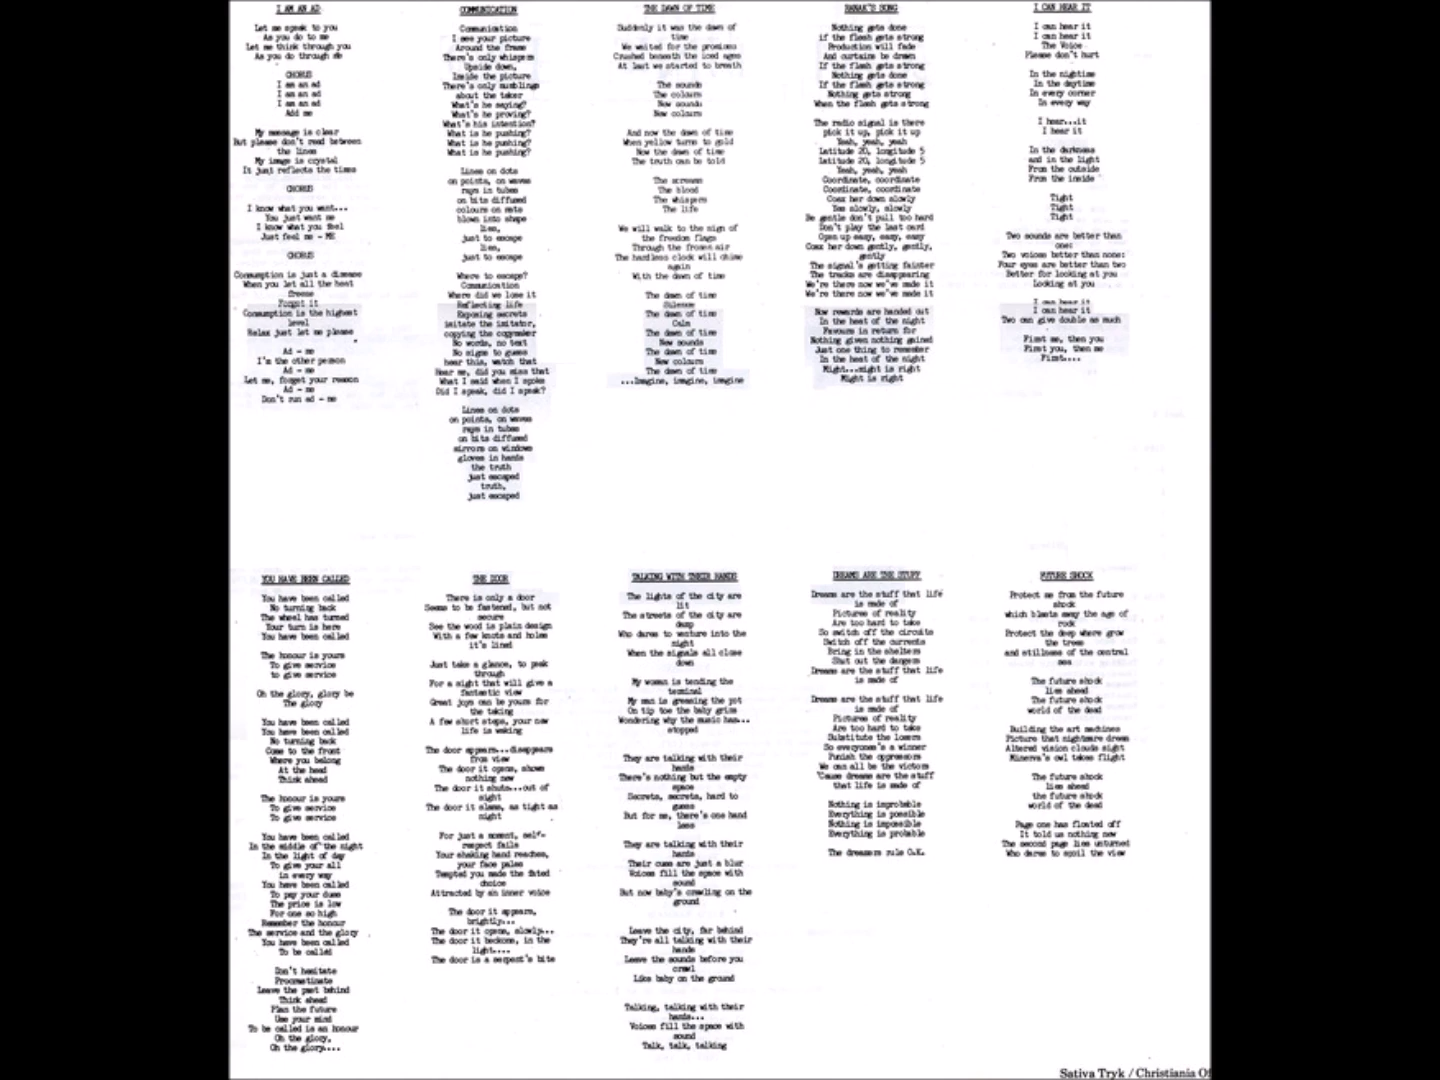 I AM AN AD
Let me speak to you
As you do to me
Let me think through you
As you do through me
CHORUS
I am an ad
I am an ad
I am an ad
Add me
My message is clear
But please don't read between
the lines
My image is crystal
It just reflects the times
CHORUS
I know what you want...
You just want me
I know what you feel
Just feel me - ME
CHORUS
Consumption is just a disease
When you let all the heat
freeze
Forget it
Consumption is the highest
level
Relax just let me please
Ad - me
I'm the other person
Ad - me
Let me, forget your reason
Ad - me
Don't run ad - me
COMMUNICATION
Communication
I see your picture
Around the frame
There's only whispers
Upside down,
Inside the picture
There's only mumblings
about the taker
What's he saying?
What's he proving?
What's his intention?
What is he pushing?
What is he pushing?
What is he pushing?
Lines on dots
on points, on waves
rays in tubes
on bits diffused
colours on sets
blown into shape
lies,
just to escape
lies,
just to escape
Where to escape?
Communication
Where did we lose it
Reflecting life
Exposing secrets
imitate the imitator,
copying the copymaker
No words, no text
No signs to guess
hear this, watch that
Hear me, did you miss that
What I said when I spoke
Did I speak, did I speak?
Lines on dots
on points, on waves
rays in tubes
on bits diffused
mirrors on windows
gloves in hands
the truth
just escaped
truth,
just escaped
THE DAWN OF TIME
Suddenly it was the dawn of
time
We waited for the promises
Crushed beneath the iced ages
At last we started to breath
The sounds
The colours
New sounds
New colours
And now the dawn of time
When yellow turns to gold
Now the dawn of time
The truth can be told
The screams
The blood
The whispers
The life
We will walk to the sign of
the freedom flags
Through the frozen air
The handless clock will chime
again
With the dawn of time
The dawn of time
Silence
The dawn of time
Calm
The dawn of time
New sounds
The dawn of time
New colours
The dawn of time
...Imagine, imagine, imagine
SONG
Nothing gets done
if the flesh gets strong
Production will fade
And curtains be drawn
If the flesh gets strong
Nothing gets done
If the flesh gets strong
Nothing gets strong
When the flesh gets strong
The radio signal is there
pick it up, pick it up
Yeah, yeah, yeah
Latitude 20, longitude 5
Latitude 20, longitude 5
Yeah, yeah, yeah
Coordinate, coordinate
Coordinate, coordinate
Coax her down slowly
Yes slowly, slowly
Be gentle don't pull too hard
Don't play the last card
Open up easy, easy, easy
Coax her down gently, gently,
gently
The signal's getting fainter
The tracks are disappearing
We're there now we've made it
We're there now we've made it
Now rewards are handed out
In the heat of the night
Favours in return for
Nothing given nothing gained
Just one thing to remember
In the heat of the night
Might...might is right
Might is right
I CAN HEAR IT
I can hear it
I can hear it
The Voice
Please don't hurt
In the nightime
In the daytime
In every corner
In every way
I hear...it
I hear it
In the darkness
and in the light
From the outside
From the inside
Tight
Tight
Tight
Two sounds are better than
one:
Two voices better than none:
Four eyes are better than two
Better for looking at you
Looking at you
I can hear it
I can hear it
Two can give double as much
First me, then you
First you, then me
First....
YOU HAVE BEEN CALLED
You have been called
No turning back
The wheel has turned
Your turn is here
You have been called
The honour is yours
To give service
to give service
Oh the glory, glory be
The glory
You have been called
You have been called
No turning back
Come to the front
Where you belong
At the head
Think ahead
The honour is yours
To give service
To give service
You have been called
In the middle of the night
In the light of day
To give your all
in every way
You have been called
To pay your dues
The price is low
For one so high
Remember the honour
The service and the glory
You have been called
To be called
Don't hesitate
Procrastinate
Leave the past behind
Think ahead
Plan the future
Use your mind
To be called is an honour
Oh the glory,
Oh the glory....
THE DOOR
There is only a door
Seems to be fastened, but not
secure
See the wood is plain design
With a few knots and holes
it's lined
Just take a glance, to peak
through
For a sight that will give a
fantastic view
Great joys can be yours for
the taking
A few short steps, your new
life is waking
The door appears...disappears
from view
The door it opens, shows
nothing new
The door it shuts...out of
sight
The door it slams, as tight as
night
For just a moment, self-
respect fails
Your shaking hand reaches,
your face pales
Tempted you made the fated
choice
Attracted by an inner voice
The door it appears,
brightly...
The door it opens, slowly...
The door it beckons, in the
light....
The door is a serpent's bite
TALKING WITH THEIR HANDS
The lights of the city are
lit
The streets of the city are
deep
Who dares to venture into the
night
When the signals all close
down
My woman is tending the
terminal
My man is greasing the pot
On tip toe the baby grins
Wondering why the music has...
stopped
They are talking with their
hands
There's nothing but the empty
space
Secrets, secrets, hard to
guess
But for me, there's one hand
less
They are talking with their
hands
Their cues are just a blur
Voices fill the space with
sound
But now baby's crawling on the
ground
Leave the city, far behind
They're all talking with their
hands
Leave the sounds before you
crawl
Like baby on the ground
Talking, talking with their
hands...
Voices fill the space with
sound
Talk, talk, talking
DREAMS ARE THE STUFF
Dreams are the stuff that life
is made of
Pictures of reality
Are too hard to take
So switch off the circuits
Switch off the currents
Bring in the shelters
Shut out the dangers
Dreams are the stuff that life
is made of
Dreams are the stuff that life
is made of
Pictures of reality
Are too hard to take
Substitute the losers
So everyone's a winner
Punish the oppressors
We can all be the victors
'Cause dreams are the stuff
that life is made of
Nothing is improbable
Everything is possible
Nothing is impossible
Everything is probable
The dreamers rule O.K.
FUTURE SHOCK
Protect me from the future
shock
which blasts away the age of
rock
Protect the deep where grow
the trees
and stillness of the central
sea
The future shock
lies ahead
The future shock
world of the dead
Building the art machines
Picture that nightmare dream
Altered vision clouds sight
Minerva's owl takes flight
The future shock
lies ahead
the future shock
world of the dead
Page one has floated off
It told us nothing new
The second page lies unturned
Who dares to spoil the view
Sativa Tryk / Christiania Of